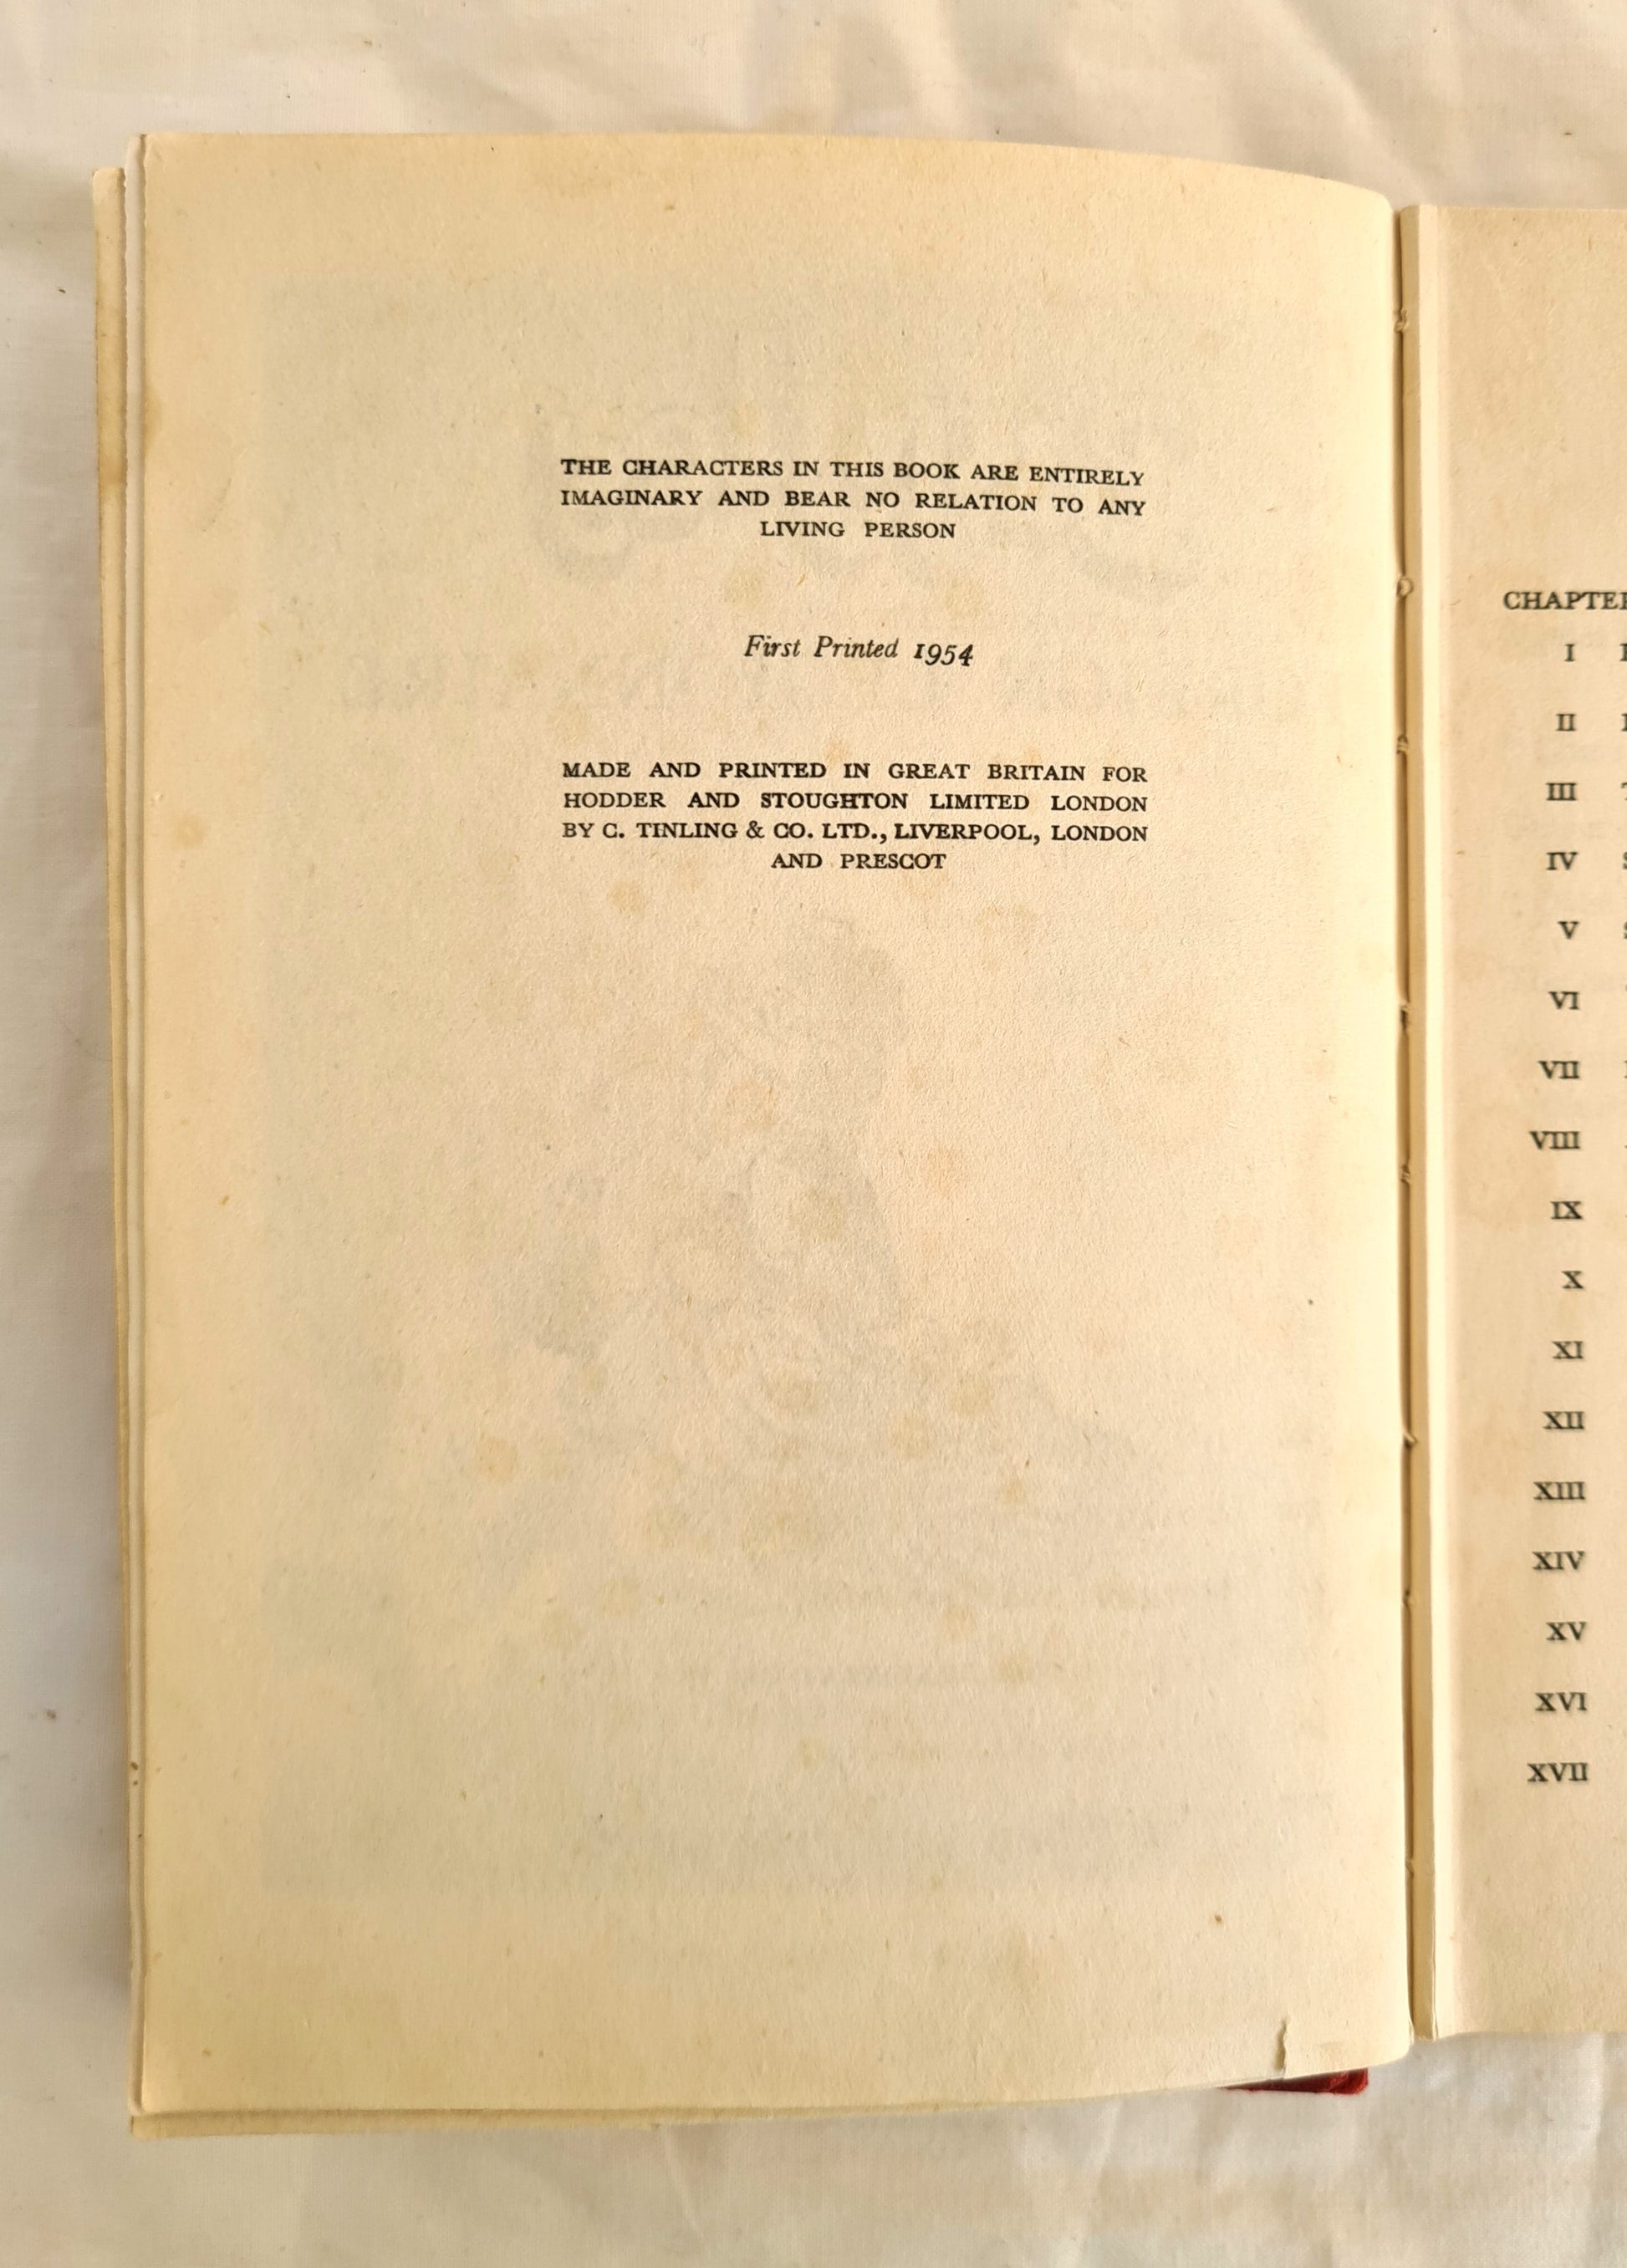 THE CHARACTERS IN THIS BOOK ARE ENTIRELY
IMAGINARY AND BEAR NO RELATION TO ANY
LIVING PERSON
First Printed 1954
MADE AND PRINTED IN GREAT BRITAIN FOR
HODDER AND STOUGHTON LIMITED LONDON
BY C. TINLING & CO. LTD., LIVERPOOL, LONDON
AND PRESCOT
CHAPTER
I
II
III
IV
V
VI
VII
VIII
IX
X
XI
XII
XIII
XIV
XV
XVI
XVII